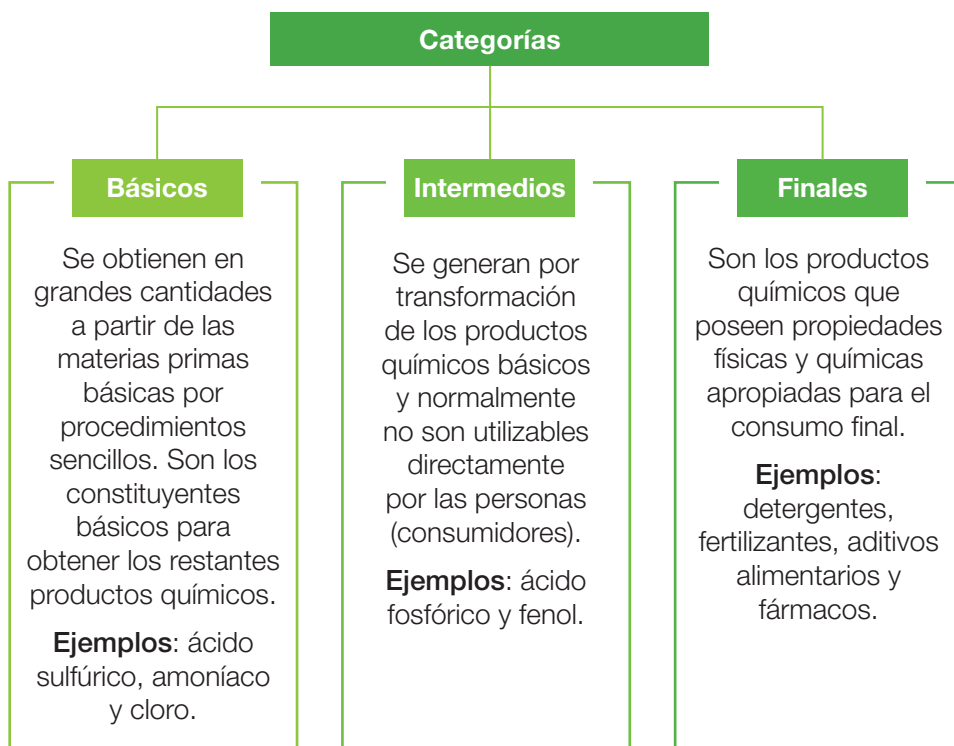 Categorías
Básicos
Se obtienen en
grandes cantidades
a partir de las
materias primas
básicas por
procedimientos
sencillos. Son los
constituyentes
básicos para
obtener los restantes
productos químicos.
Ejemplos: ácido
sulfúrico, amoníaco
y cloro.
Intermedios
Se generan por
transformación
de los productos
químicos básicos
y normalmente
no son utilizables
directamente
por las personas
(consumidores).
Ejemplos: ácido
fosfórico y fenol.
Finales
Son los productos
químicos que
poseen propiedades
físicas y químicas
apropiadas para el
consumo final.
Ejemplos:
detergentes,
fertilizantes, aditivos
alimentarios y
fármacos.